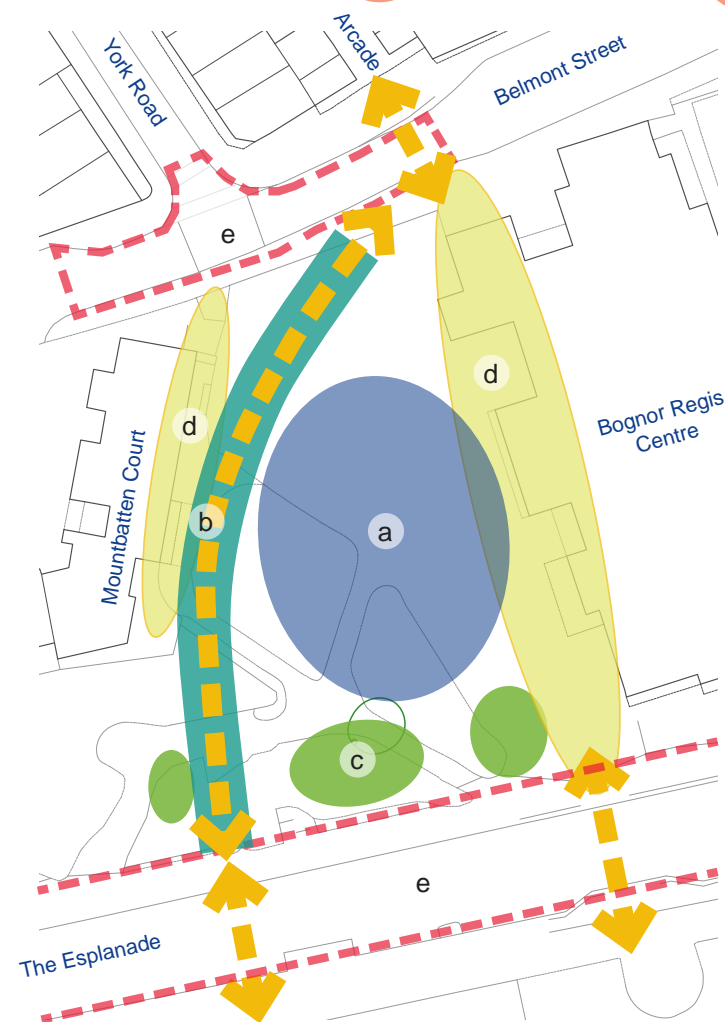 Arcade
York Road
Belmont Street
e
d
d
Bognor Regis
Centre
Mountbatten Court
b
a
c
e
The Esplanade